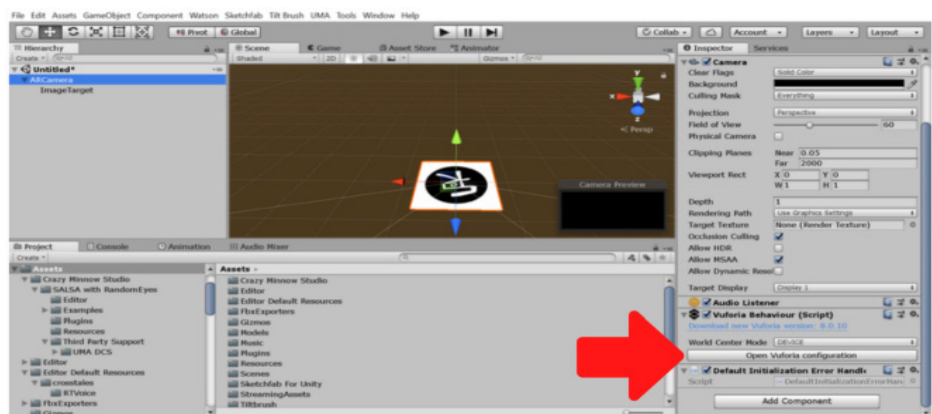 File Edit Assets GameObject Component Watson Sketchfab Tilt Brush UMA Tools Window Help
Pivot Global Collab Account Layers Layout
Hierarchy
Create
Untitled*
ARCamera
ImageTarget
Scene Game Asset Store Animator
Shaded 2D Gizmos
y
x
z
Persp
Camera Preview
Inspector Services
Camera
Clear Flags Solid Color
Background
Culling Mask Everything
Projection Perspective
Field of View 60
Physical Camera
Clipping Planes Near 0.05
Far 2000
Viewport Rect X 0 Y 0
W 1 H 1
Depth 1
Rendering Path Use Graphics Settings
Target Texture None (Render Texture)
Occlusion Culling
Allow HDR
Allow MSAA
Allow Dynamic Resol
Target Display Display 1
Audio Listener
Vuforia Behaviour (Script)
Download new Vuforia version: 8.0.10
World Center Mode DEVICE
Open Vuforia configuration
Default Initialization Error Handle
Script DefaultInitializationErrorHan
Add Component
Project Console Animation Audio Mixer
Create
Assets
Crazy Minnow Studio
SALSA with RandomEyes
Editor
Examples
Plugins
Resources
Third Party Support
UMA DCS
Editor
Editor Default Resources
crosstales
RTVoice
FbxExporters
Gizmos
Assets
Crazy Minnow Studio
Editor
Editor Default Resources
FbxExporters
Gizmos
Models
Music
Plugins
Resources
Scenes
Sketchfab For Unity
StreamingAssets
Tiltbrush